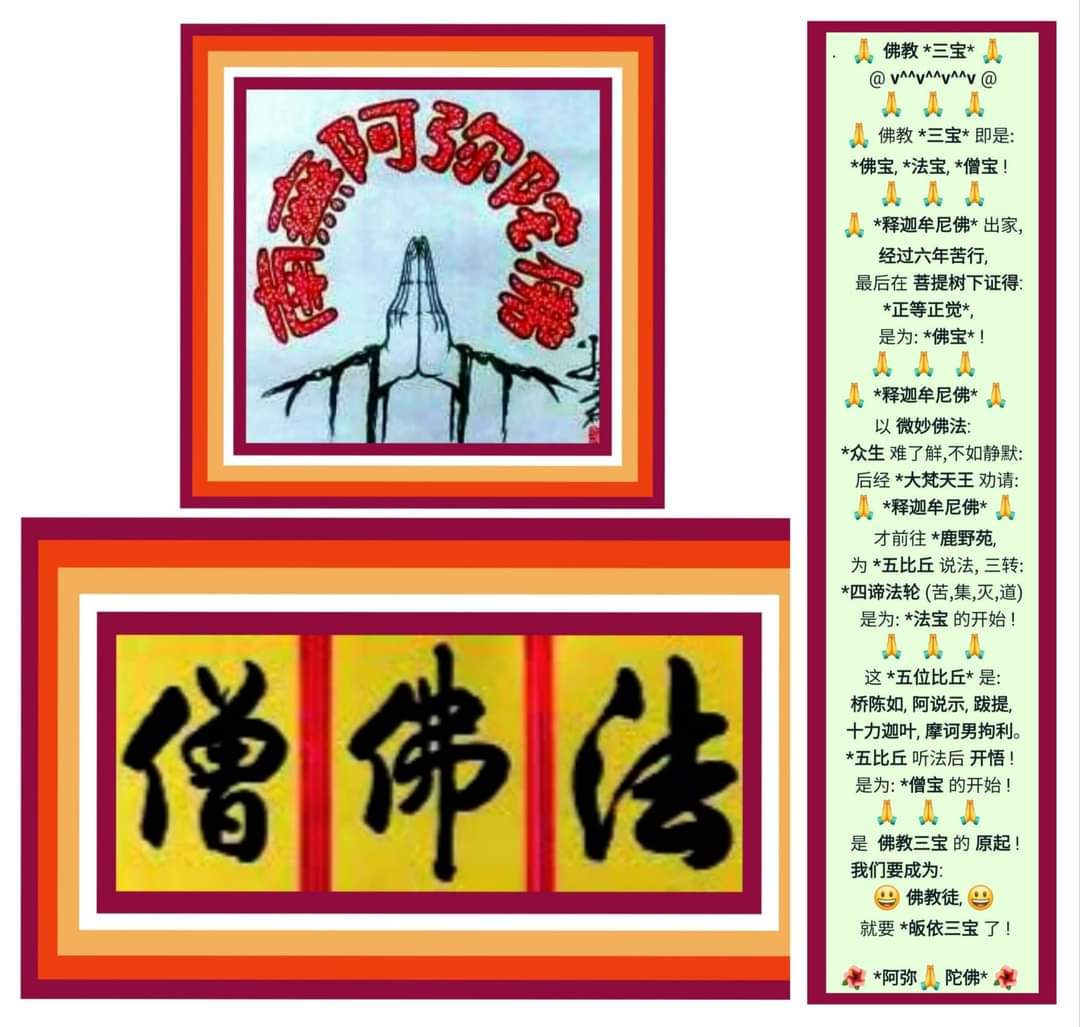 無阿弥陀佛
僧 佛 法
. 🙏 佛教 *三宝* 🙏
@ v^^v^^v^^v @
🙏 🙏 🙏
🙏 佛教 *三宝* 即是:
*佛宝, *法宝, *僧宝 !
🙏 🙏 🙏
🙏 *释迦牟尼佛* 出家,
经过六年苦行,
最后在 菩提树下证得:
*正等正觉*,
是为: *佛宝* !
🙏 🙏 🙏
🙏 *释迦牟尼佛* 🙏
以 微妙佛法:
*众生 难了觧,不如静默:
后经 *大梵天王 劝请:
🙏 *释迦牟尼佛* 🙏
才前往 *鹿野苑,
为 *五比丘 说法, 三转:
*四谛法轮 (苦,集,灭,道)
是为: *法宝 的开始 !
🙏 🙏 🙏
这 *五位比丘* 是:
桥陈如, 阿说示, 跋提,
十力迦叶, 摩诃男拘利。
*五比丘 听法后 开悟 !
是为: *僧宝 的开始 !
🙏 🙏 🙏
是 佛教三宝 的 原起 !
我们要成为:
😀 佛教徒, 😀
就要 *皈依三宝 了 !
🌺 *阿弥🙏陀佛* 🌺